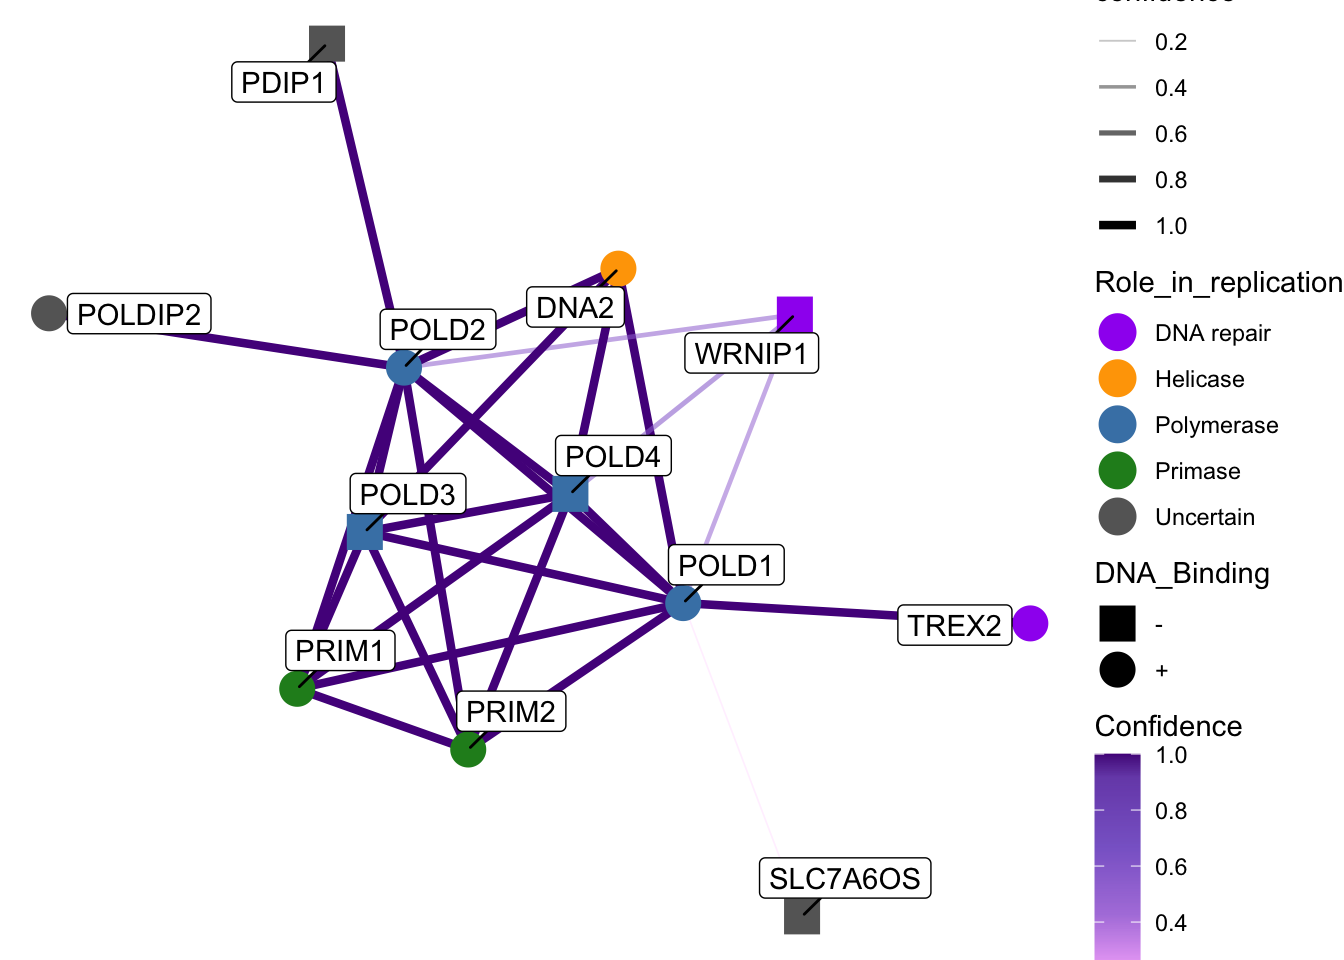 PDIP1
POLDIP2
POLD2
DNA2
WRNIP1
POLD4
POLD3
POLD1
TREX2
PRIM1
PRIM2
SLC7A6OS
0.2
0.4
0.6
0.8
1.0
Role_in_replication
DNA repair
Helicase
Polymerase
Primase
Uncertain
DNA_Binding
-
+
Confidence
1.0
0.8
0.6
0.4